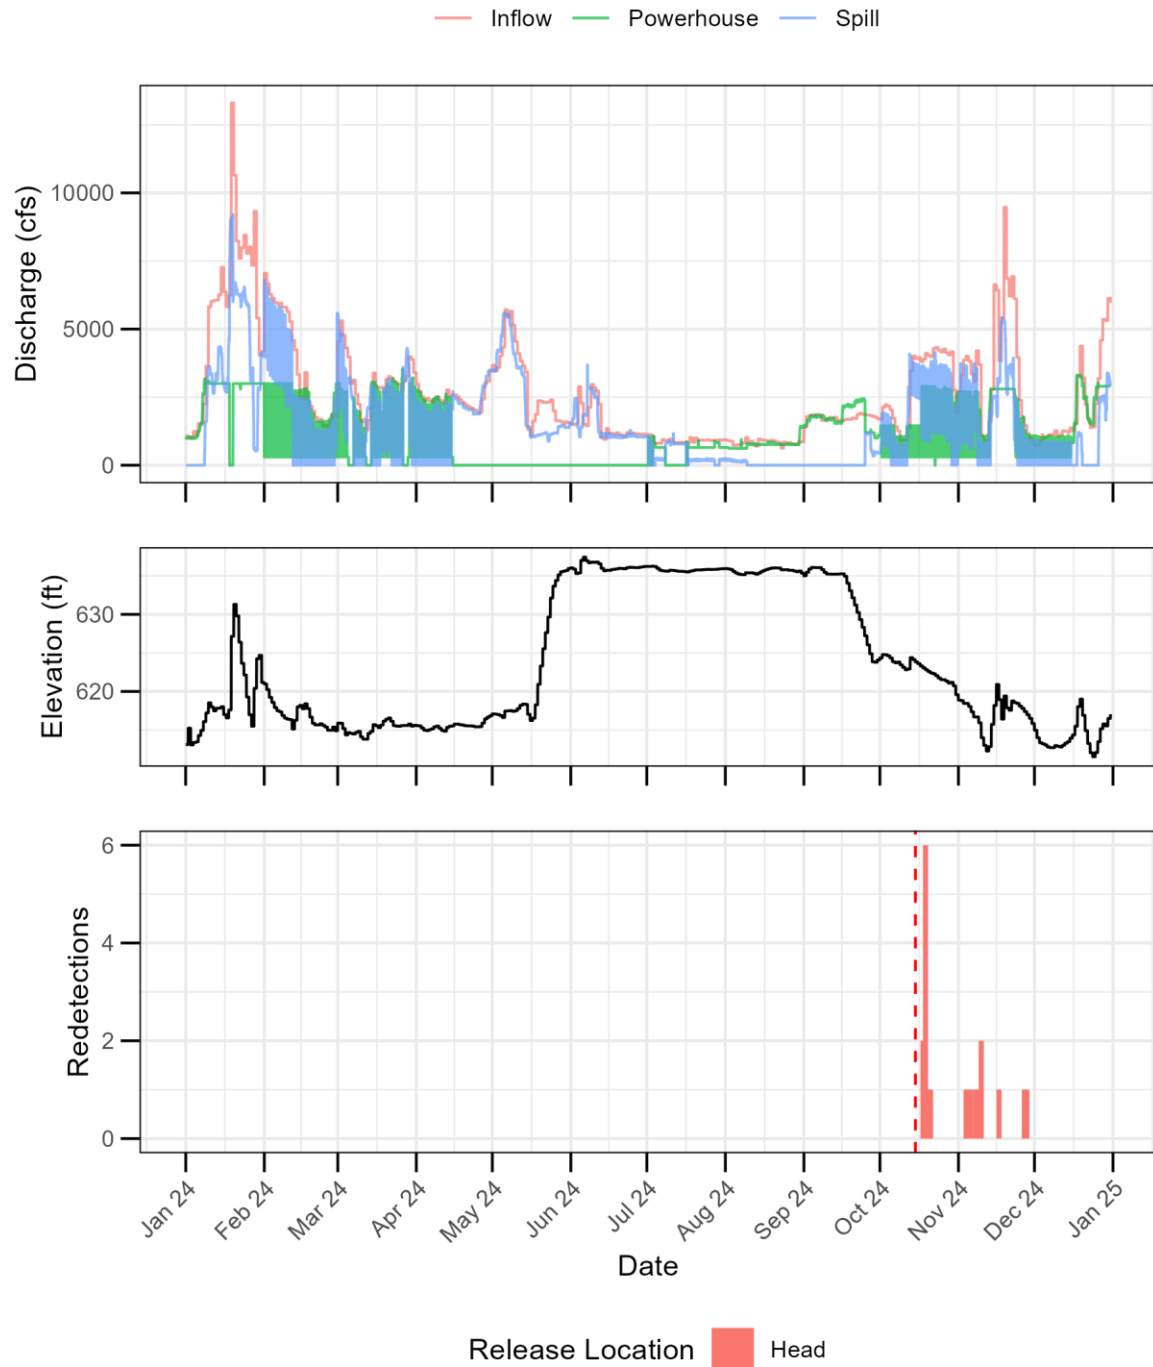 Inflow Powerhouse Spill
Discharge (cfs)
10000
5000
0
Elevation (ft)
630
620
Redetections
6
4
2
0
Jan 24 Feb 24 Mar 24 Apr 24 May 24 Jun 24 Jul 24 Aug 24 Sep 24 Oct 24 Nov 24 Dec 24 Jan 25
Date
Release Location Head